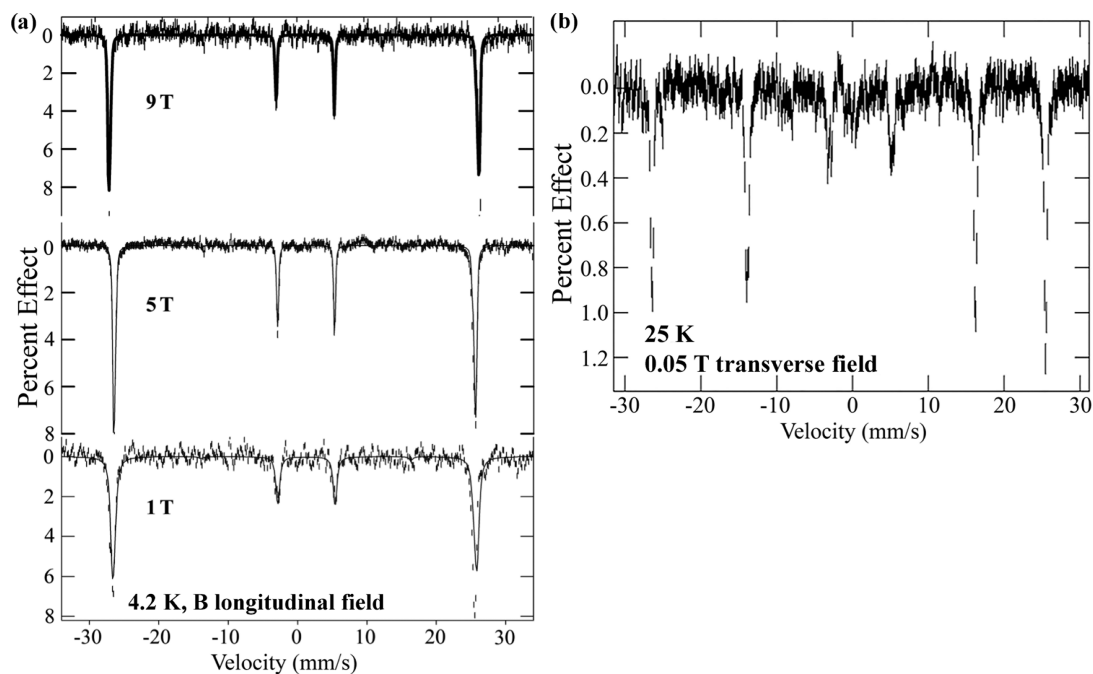 (a)
0
2
4
6
8
9 T
0
2
4
6
8
5 T
0
2
4
6
8
1 T
4.2 K, B longitudinal field
Percent Effect
-30 -20 -10 0 10 20 30
Velocity (mm/s)
(b)
0.0
0.2
0.4
0.6
0.8
1.0
1.2
Percent Effect
25 K
0.05 T transverse field
-30 -20 -10 0 10 20 30
Velocity (mm/s)